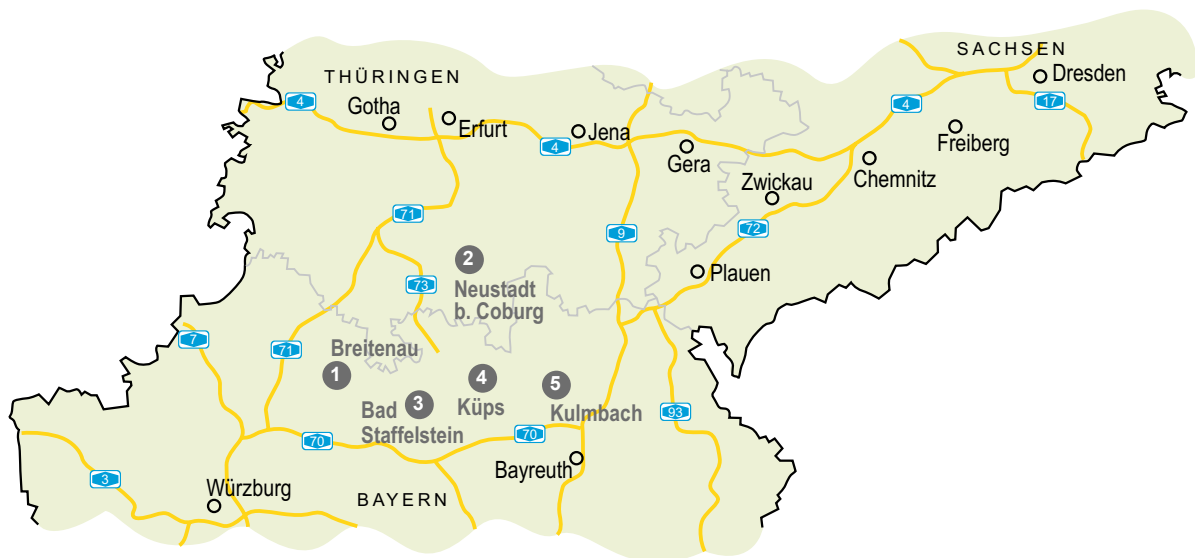 SACHSEN
THÜRINGEN
Dresden
4
Gotha
4
17
Erfurt
Jena
Freiberg
4
Gera
Chemnitz
Zwickau
71
72
9
2
Plauen
73
Neustadt
b. Coburg
7
71
Breitenau
1
4
5
3
Bad
Staffelstein
Küps
Kulmbach
93
70
70
Bayreuth
3
Würzburg
BAYERN